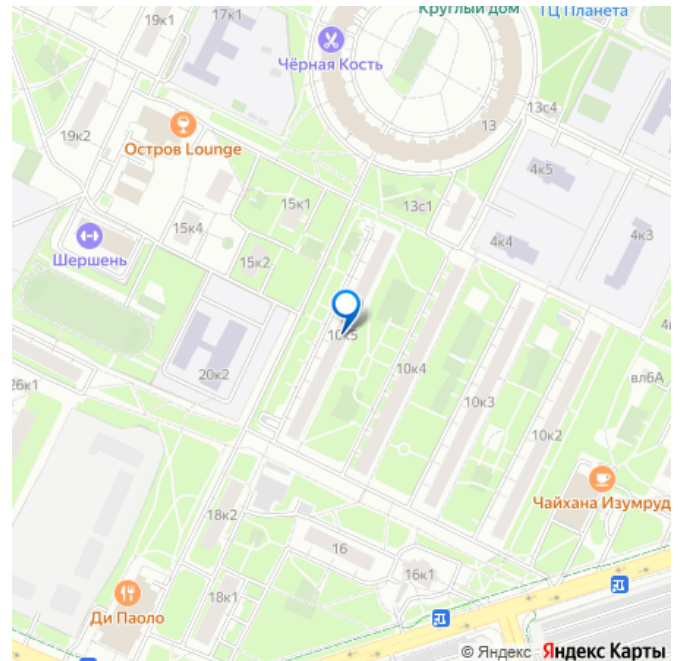 19к1
17к1
Круглый дом
ТЦ Планета
Чёрная Кость
13с4
13
19к2
Остров Lounge
4к5
15к1
13с1
15к4
4к4
4к3
Шершень
15к2
10к5
20к2
10к4
вл6А
26к1
10к3
10к2
Чайхана Изумруд
18к2
16
16к1
18к1
Ди Паоло
© Яндекс Яндекс Карты